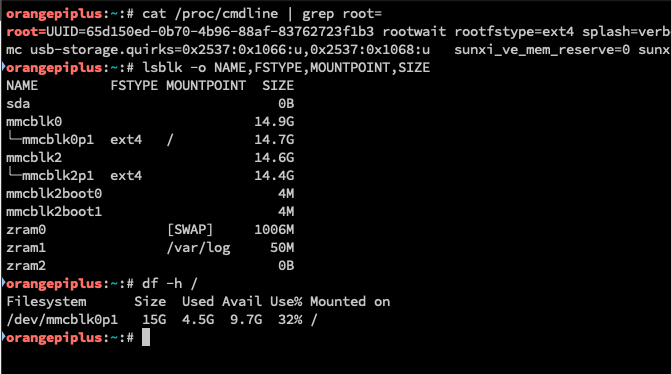 orangepiplus:~:# cat /proc/cmdline | grep root=
root=UUID=65d150ed-0b70-4b96-88af-83762723f1b3 rootwait rootfstype=ext4 splash=verb
mc usb-storage.quirks=0x2537:0x1066:u,0x2537:0x1068:u   sunxi_ve_mem_reserve=0 sunx
orangepiplus:~:# lsblk -o NAME,FSTYPE,MOUNTPOINT,SIZE
NAME         FSTYPE MOUNTPOINT  SIZE
sda                               0B
mmcblk0                        14.9G
└─mmcblk0p1  ext4   /          14.7G
mmcblk2                        14.6G
└─mmcblk2p1  ext4              14.4G
mmcblk2boot0                      4M
mmcblk2boot1                      4M
zram0               [SWAP]     1006M
zram1               /var/log     50M
zram2                             0B
orangepiplus:~:# df -h /
Filesystem      Size  Used Avail Use% Mounted on
/dev/mmcblk0p1   15G  4.5G  9.7G  32% /
orangepiplus:~:#